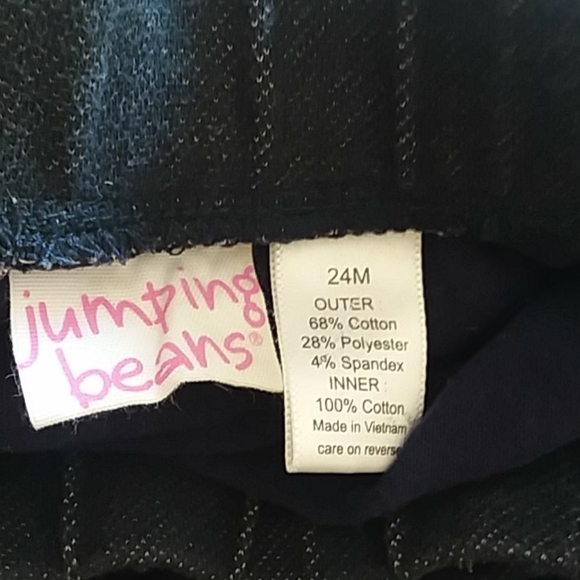 jumping
beans®
24M
OUTER :
68% Cotton
28% Polyester
4% Spandex
INNER :
100% Cotton
Made in Vietnam
care on reverse